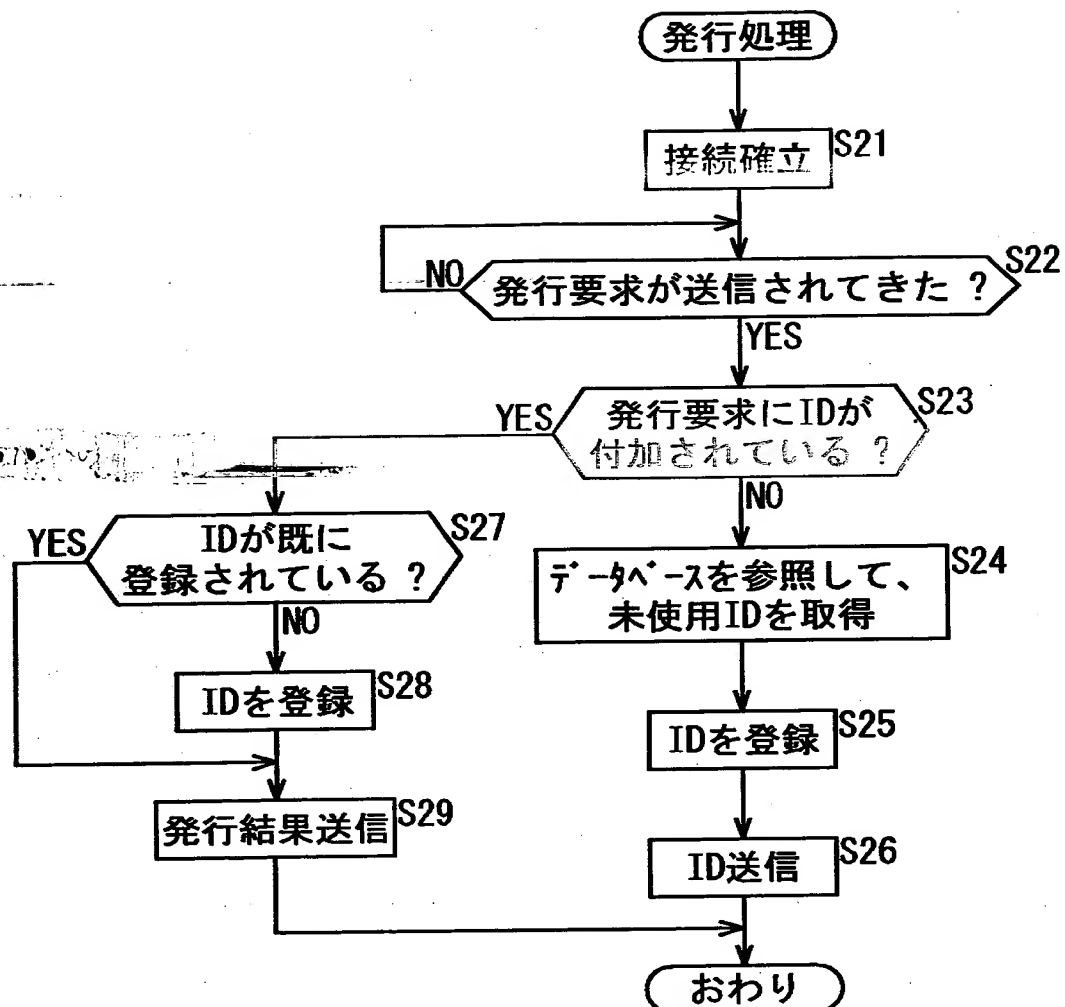 発行処理
接続確立
S21
発行要求が送信されてきた ?
S22
NO
YES
発行要求にIDが
付加されている ?
S23
YES
NO
IDが既に
登録されている ?
S27
YES
NO
データベースを参照して、
未使用IDを取得
S24
IDを登録
S28
IDを登録
S25
発行結果送信
S29
ID送信
S26
おわり